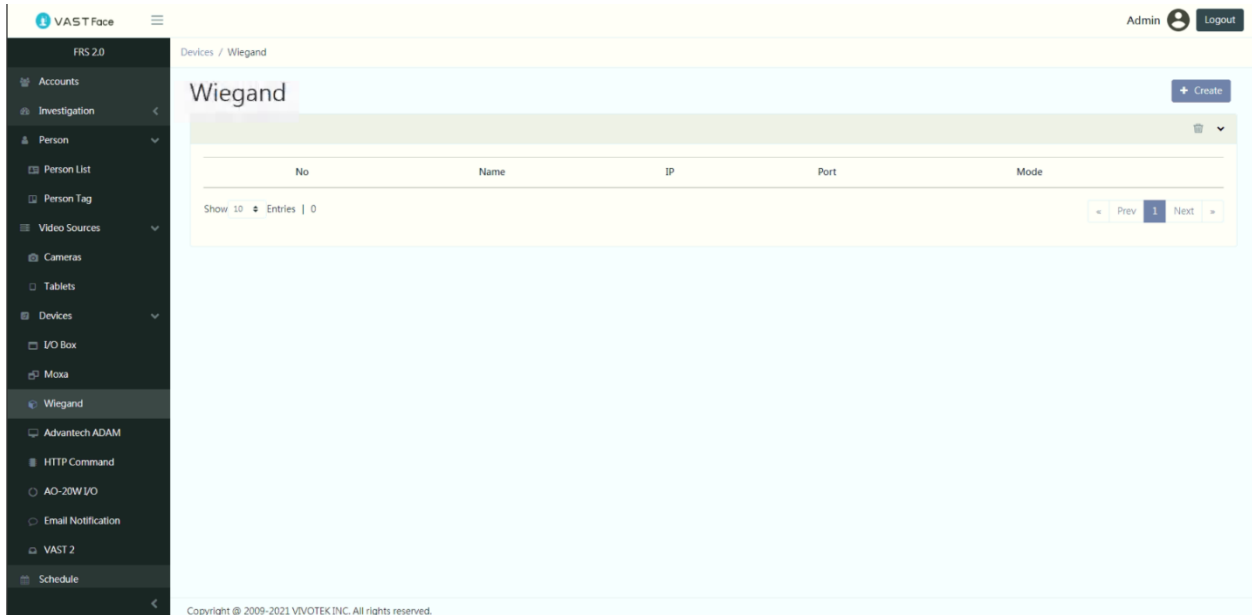 VAST Face
Admin
Logout
FRS 2.0
Devices / Wiegand
Accounts
Investigation
Person
Person List
Person Tag
Video Sources
Cameras
Tablets
Devices
I/O Box
Moxa
Wiegand
Advantech ADAM
HTTP Command
AO-20W I/O
Email Notification
VAST 2
Schedule
Wiegand
+ Create
No Name IP Port Mode
Show 10 Entries | 0
« Prev 1 Next »
Copyright @ 2009-2021 VIVOTEK INC. All rights reserved.